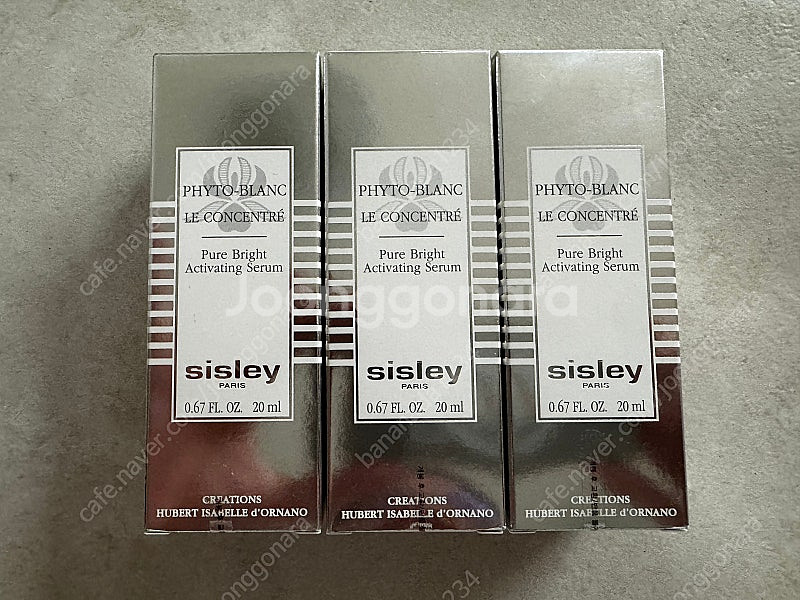 PHYTO-BLANC
LE CONCENTRÉ
Pure Bright
Activating Serum
sisley
PARIS
0.67 FL. OZ. 20 ml
CREATIONS
HUBERT ISABELLE d'ORNANO
PHYTO-BLANC
LE CONCENTRÉ
Pure Bright
Activating Serum
sisley
PARIS
0.67 FL. OZ. 20 ml
CREATIONS
HUBERT ISABELLE d'ORNANO
PHYTO-BLANC
LE CONCENTRÉ
Pure Bright
Activating Serum
sisley
PARIS
0.67 FL. OZ. 20 ml
CREATIONS
HUBERT ISABELLE d'ORNANO
Joonggonara